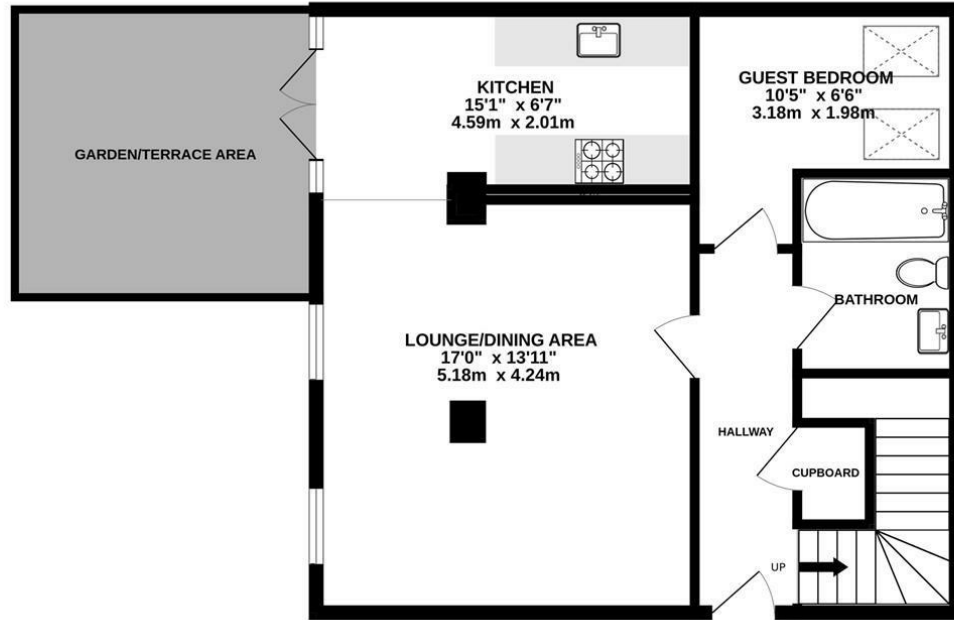 KITCHEN
15'1" x 6'7"
4.59m x 2.01m
GUEST BEDROOM
10'5" x 6'6"
3.18m x 1.98m
GARDEN/TERRACE AREA
BATHROOM
LOUNGE/DINING AREA
17'0" x 13'11"
5.18m x 4.24m
HALLWAY
CUPBOARD
UP